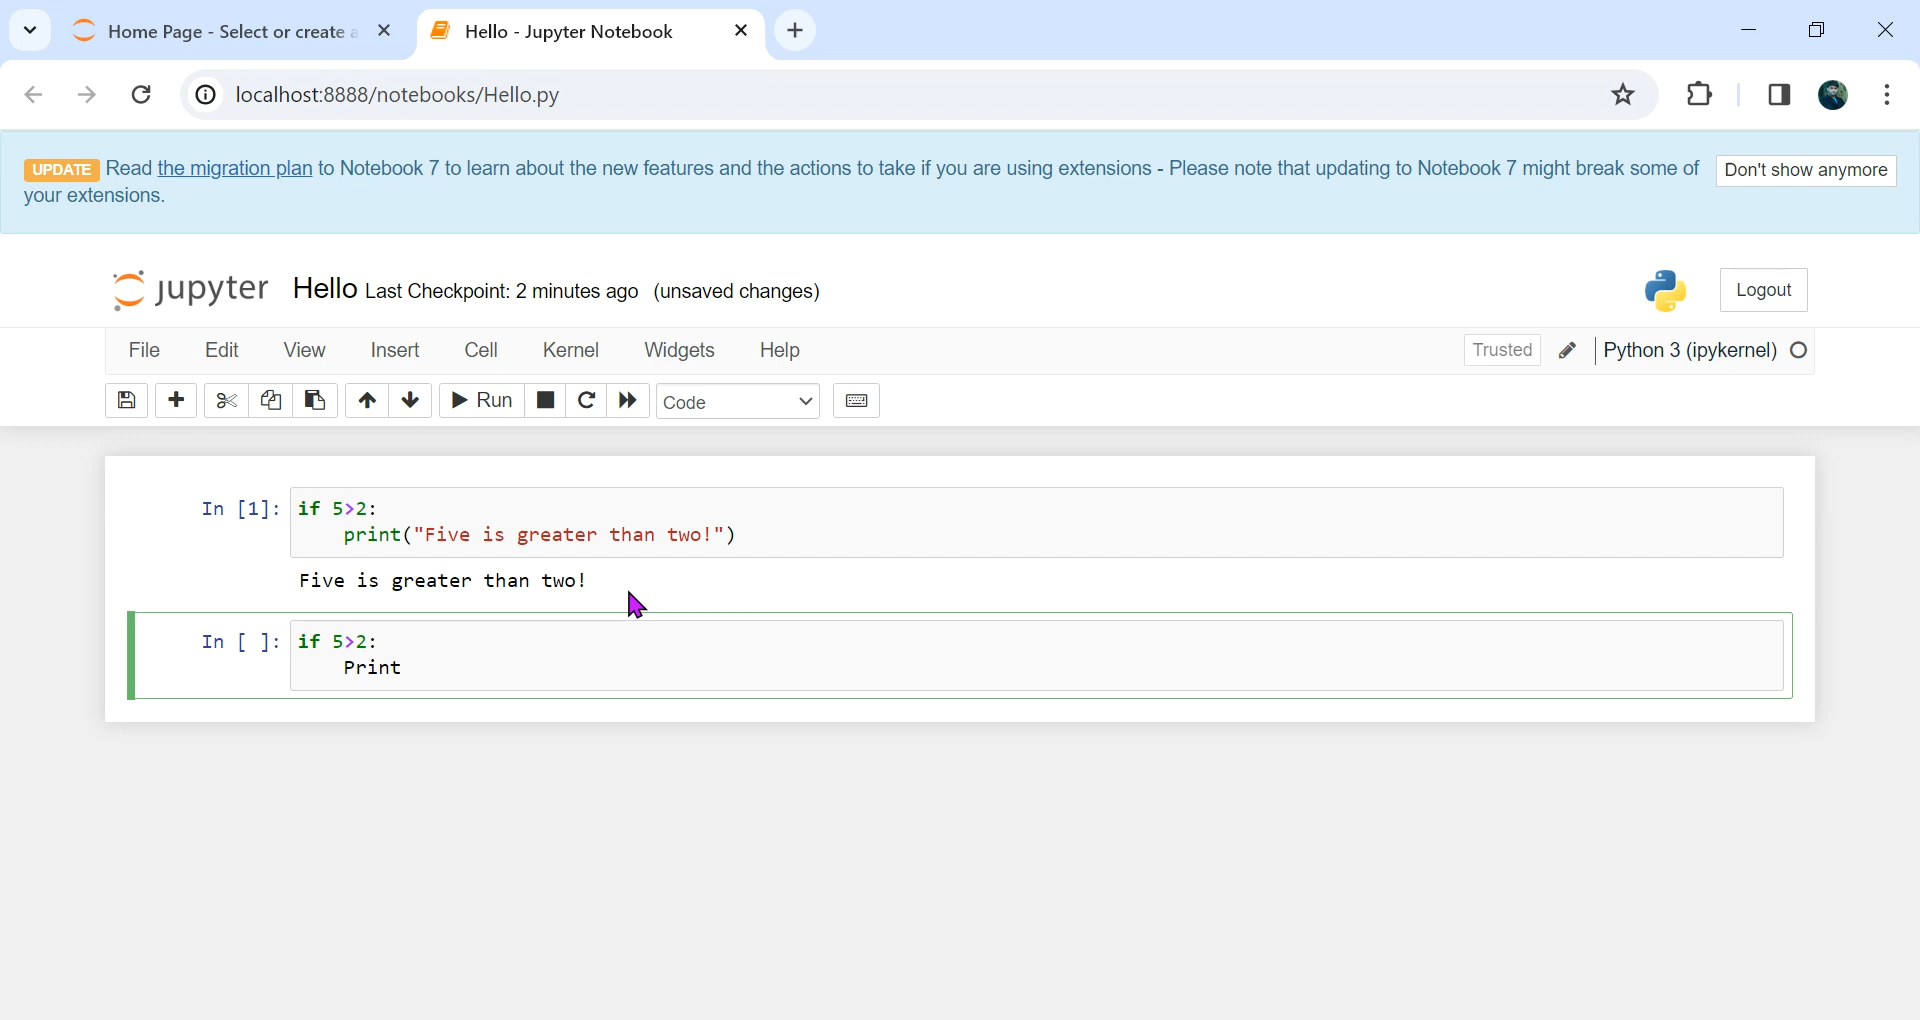 Home Page - Select or create a
Hello - Jupyter Notebook
localhost:8888/notebooks/Hello.py
UPDATE Read the migration plan to Notebook 7 to learn about the new features and the actions to take if you are using extensions - Please note that updating to Notebook 7 might break some of
your extensions.
Don't show anymore
jupyter Hello Last Checkpoint: 2 minutes ago (unsaved changes)
Logout
File Edit View Insert Cell Kernel Widgets Help
Trusted Python 3 (ipykernel)
Run Code
In [1]: if 5>2:
print("Five is greater than two!")
Five is greater than two!
In [ ]: if 5>2:
Print